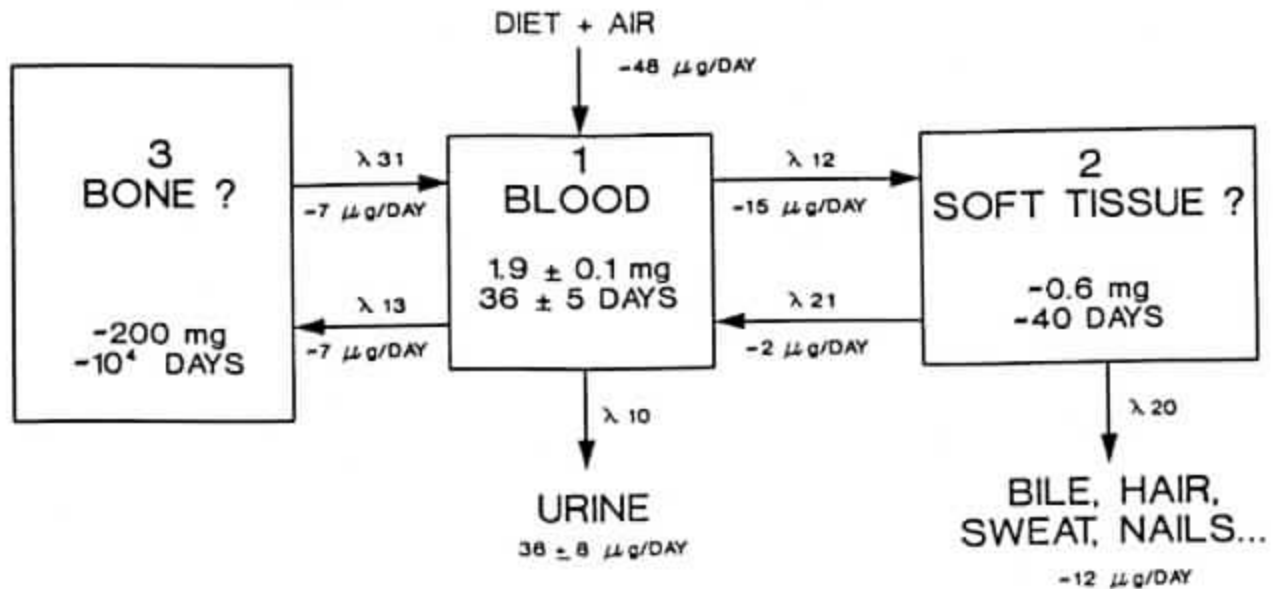 DIET + AIR
-48 μg/DAY
3
BONE ?
-200 mg
-10⁴ DAYS
λ 31
-7 μg/DAY
λ 13
-7 μg/DAY
1
BLOOD
1.9 ± 0.1 mg
36 ± 5 DAYS
λ 12
-15 μg/DAY
λ 21
-2 μg/DAY
2
SOFT TISSUE ?
-0.6 mg
-40 DAYS
λ 10
URINE
36 ± 8 μg/DAY
λ 20
BILE, HAIR,
SWEAT, NAILS...
-12 μg/DAY